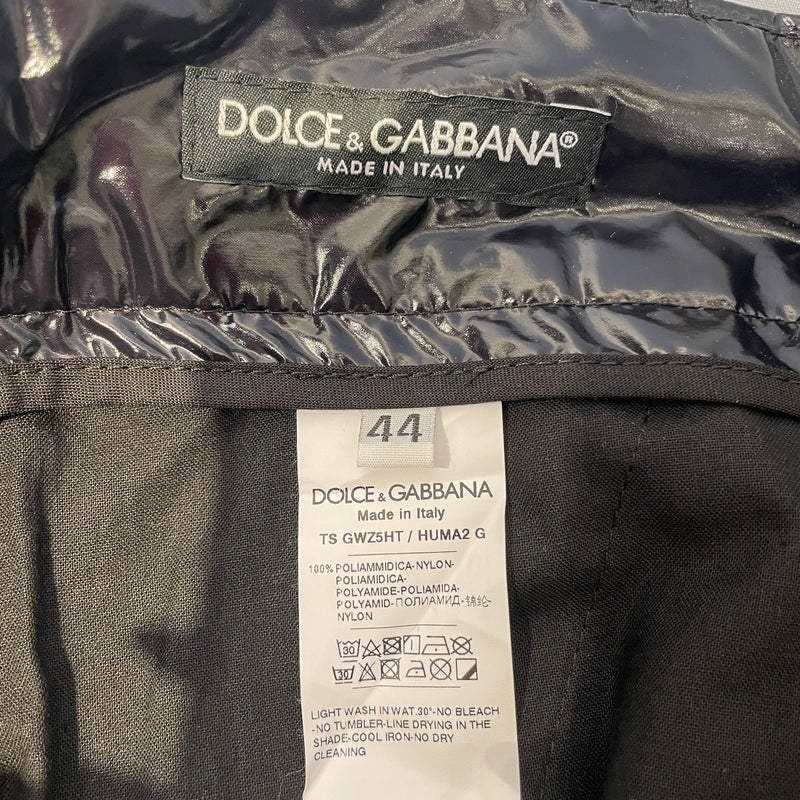 DOLCE & GABBANA®
MADE IN ITALY
44
DOLCE & GABBANA
Made in Italy
TS GWZ5HT / HUMA2 G
100% POLIAMMIDICA-NYLON-
POLIAMIDICA-
POLYAMIDE-POLIAMIDA-
POLYAMID-ПОЛИАМИД-锦纶-
NYLON
30
30
LIGHT WASH IN WAT.30°-NO BLEACH
-NO TUMBLER-LINE DRYING IN THE
SHADE-COOL IRON-NO DRY
CLEANING